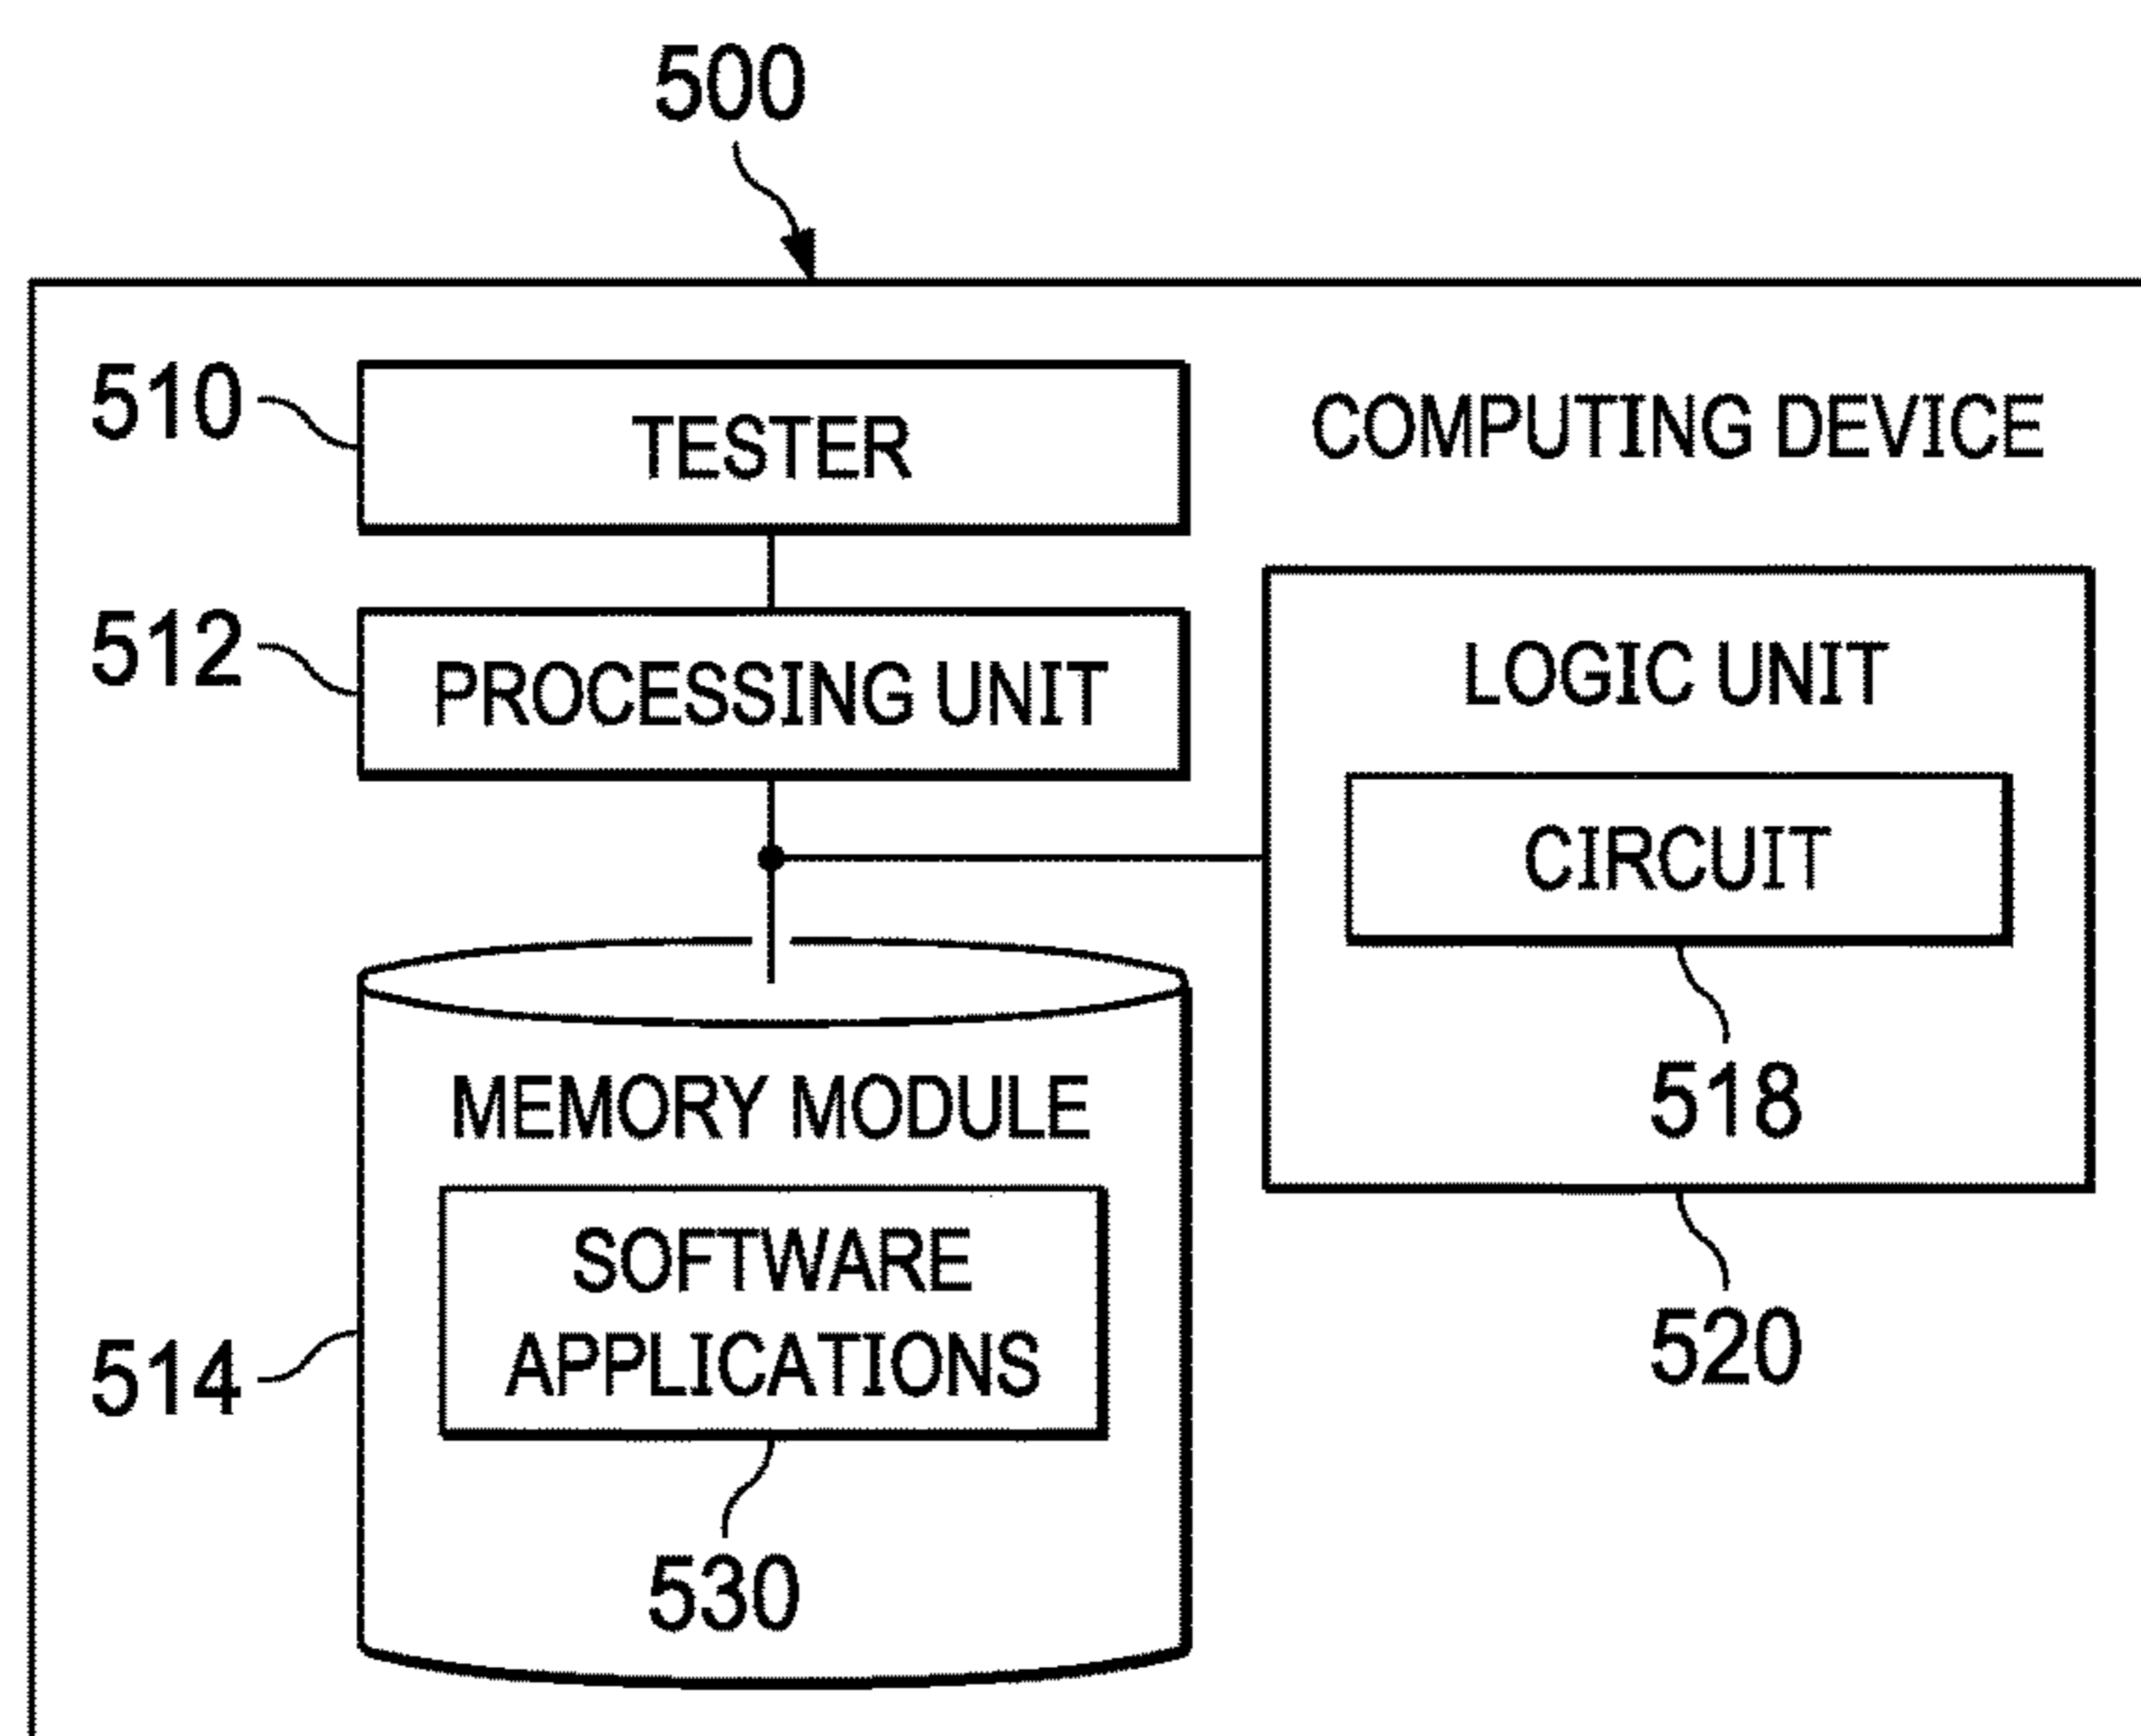 500
510
TESTER
COMPUTING DEVICE
512
PROCESSING UNIT
LOGIC UNIT
CIRCUIT
518
MEMORY MODULE
SOFTWARE
APPLICATIONS
514
520
530